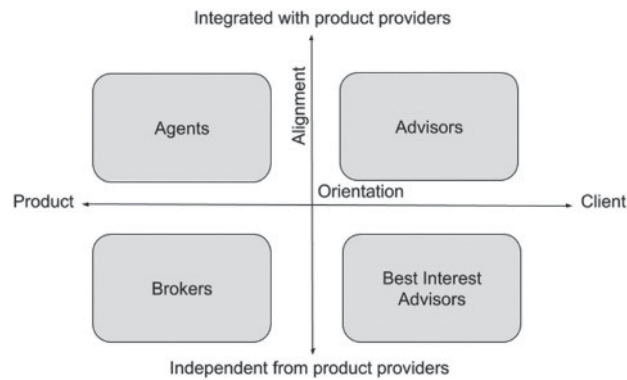 Integrated with product providers
Alignment
Agents
Advisors
Orientation
Product
Client
Brokers
Best Interest
Advisors
Independent from product providers